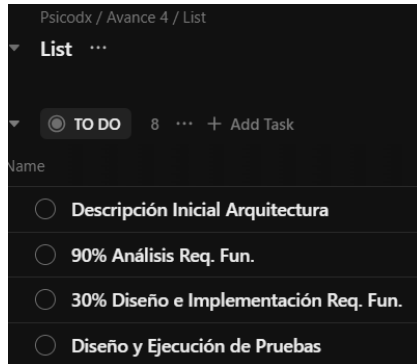 Psicodx / Avance 4 / List
List ...
TO DO 8 ... + Add Task
Name
Descripción Inicial Arquitectura
90% Análisis Req. Fun.
30% Diseño e Implementación Req. Fun.
Diseño y Ejecución de Pruebas